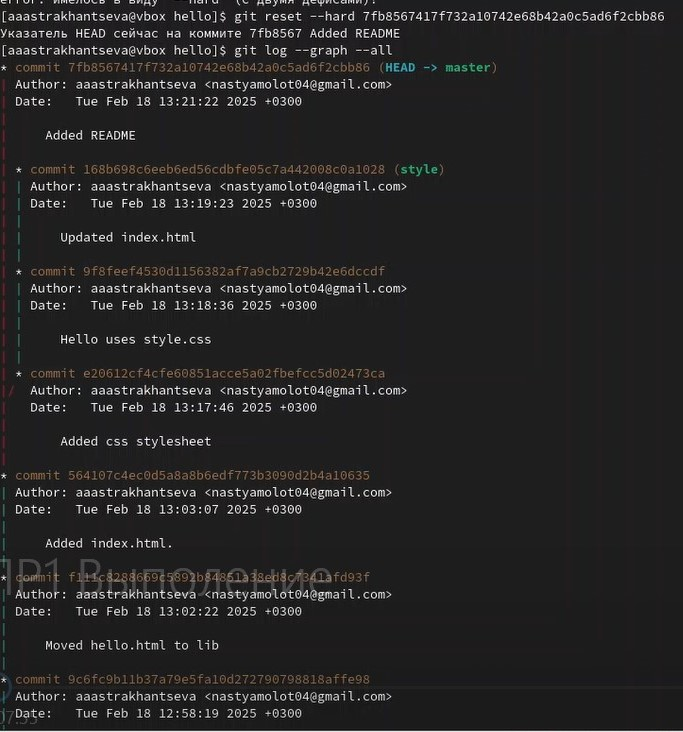 error: имелось в виду «--hard» (с двумя дефисами)?
[aaastrakhantseva@vbox hello]$ git reset --hard 7fb8567417f732a10742e68b42a0c5ad6f2cbb86
Указатель HEAD сейчас на коммите 7fb8567 Added README
[aaastrakhantseva@vbox hello]$ git log --graph --all
* commit 7fb8567417f732a10742e68b42a0c5ad6f2cbb86 (HEAD -> master)
| Author: aaastrakhantseva <nastyamolot04@gmail.com>
| Date:   Tue Feb 18 13:21:22 2025 +0300
|
|     Added README
|
| * commit 168b698c6eeb6ed56cdbfe05c7a442008c0a1028 (style)
| | Author: aaastrakhantseva <nastyamolot04@gmail.com>
| | Date:   Tue Feb 18 13:19:23 2025 +0300
| |
| |     Updated index.html
| |
| * commit 9f8feef4530d1156382af7a9cb2729b42e6dccdf
| | Author: aaastrakhantseva <nastyamolot04@gmail.com>
| | Date:   Tue Feb 18 13:18:36 2025 +0300
| |
| |     Hello uses style.css
| |
| * commit e20612cf4cfe60851acce5a02fbefcc5d02473ca
|/  Author: aaastrakhantseva <nastyamolot04@gmail.com>
|   Date:   Tue Feb 18 13:17:46 2025 +0300
|
|       Added css stylesheet
|
* commit 564107c4ec0d5a8a8b6edf773b3090d2b4a10635
| Author: aaastrakhantseva <nastyamolot04@gmail.com>
| Date:   Tue Feb 18 13:03:07 2025 +0300
|
|     Added index.html.
|
ЛР1 Выполение
* commit f111c8288669c5892b84851a38ed8c7341afd93f
| Author: aaastrakhantseva <nastyamolot04@gmail.com>
| Date:   Tue Feb 18 13:02:22 2025 +0300
|
|     Moved hello.html to lib
|
* commit 9c6fc9b11b37a79e5fa10d272790798818affe98
| Author: aaastrakhantseva <nastyamolot04@gmail.com>
| Date:   Tue Feb 18 12:58:19 2025 +0300